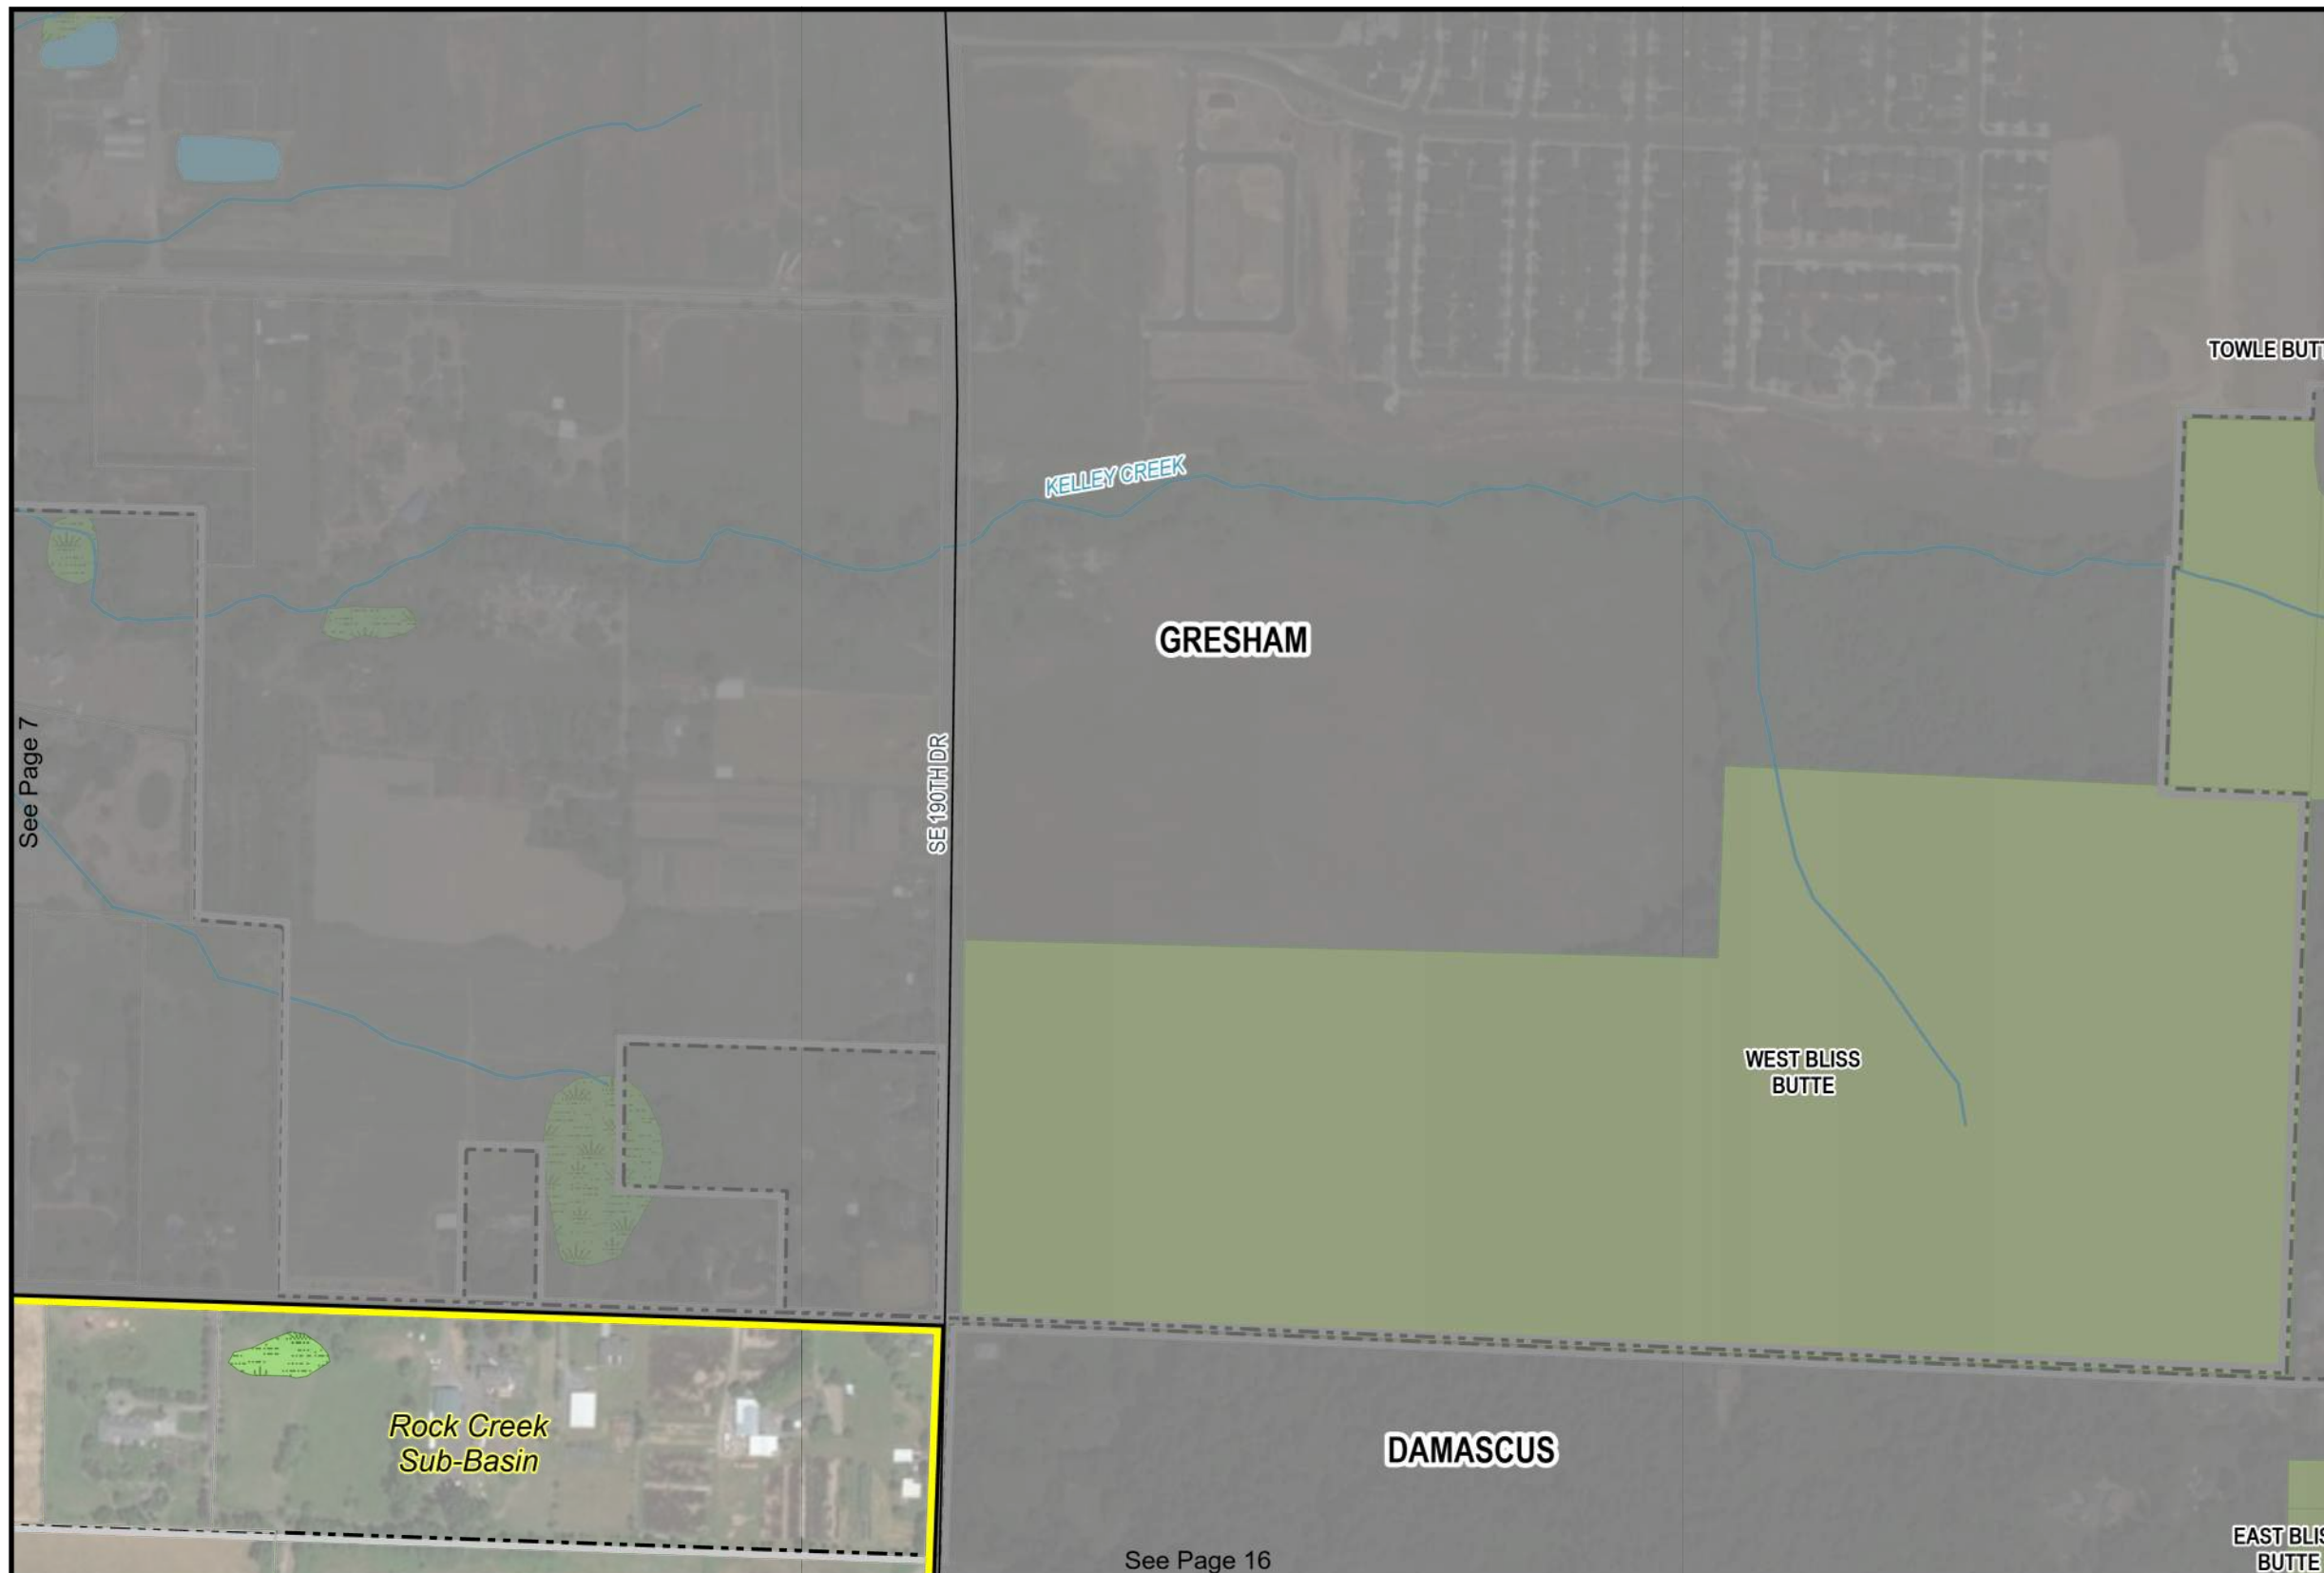 TOWLE BUTT
KELLEY CREEK
GRESHAM
See Page 7
SE 190TH DR
WEST BLISS
BUTTE
Rock Creek
Sub-Basin
DAMASCUS
EAST BLIS
BUTTE
See Page 16